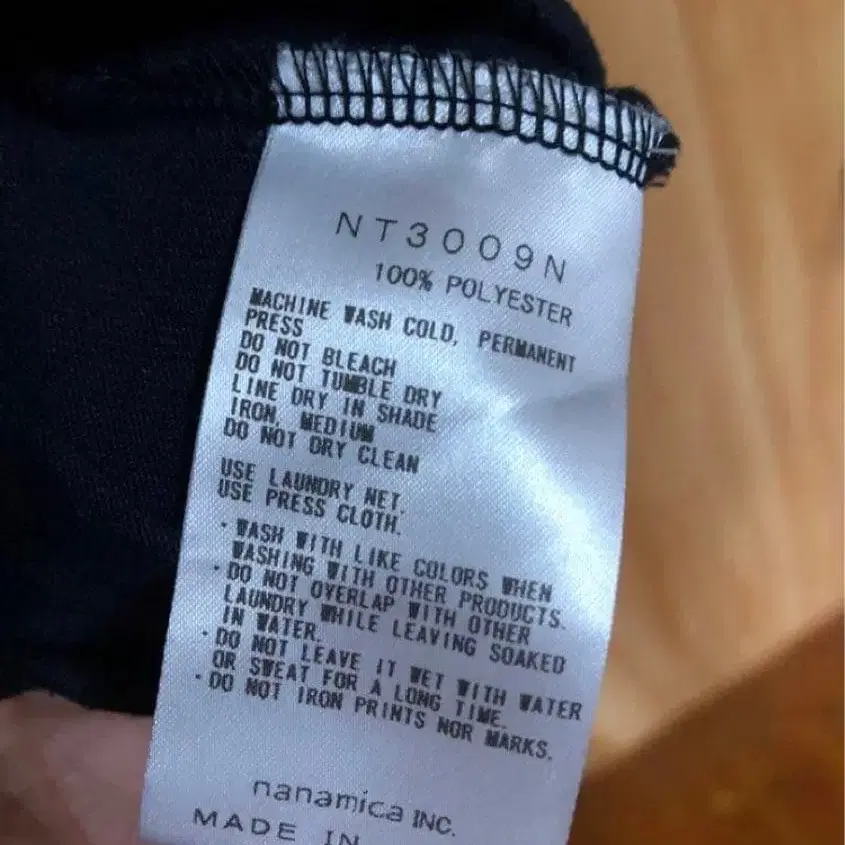 NT3009N
100% POLYESTER
MACHINE WASH COLD, PERMANENT
PRESS
DO NOT BLEACH
DO NOT TUMBLE DRY
LINE DRY IN SHADE
IRON, MEDIUM
DO NOT DRY CLEAN
USE LAUNDRY NET.
USE PRESS CLOTH.
・WASH WITH LIKE COLORS WHEN
WASHING WITH OTHER PRODUCTS.
・DO NOT OVERLAP WITH OTHER
LAUNDRY WHILE LEAVING SOAKED
IN WATER.
・DO NOT LEAVE IT WET WITH WATER
OR SWEAT FOR A LONG TIME.
・DO NOT IRON PRINTS NOR MARKS.
nanamica INC.
MADE IN